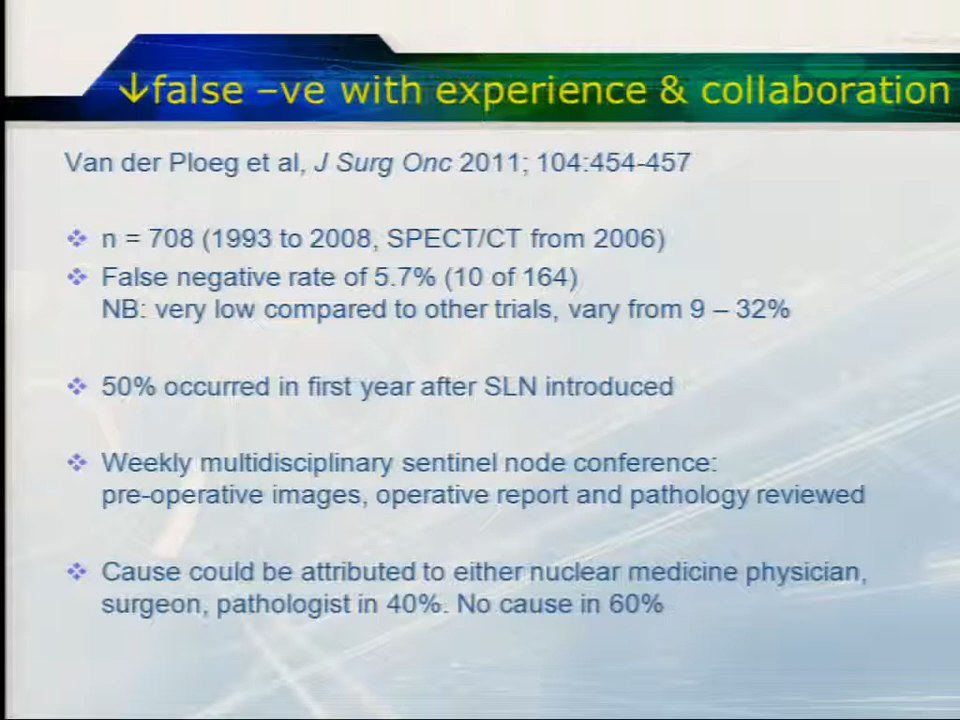 ↓false –ve with experience & collaboration
Van der Ploeg et al, J Surg Onc 2011; 104:454-457
❖ n = 708 (1993 to 2008, SPECT/CT from 2006)
❖ False negative rate of 5.7% (10 of 164)
NB: very low compared to other trials, vary from 9 – 32%
❖ 50% occurred in first year after SLN introduced
❖ Weekly multidisciplinary sentinel node conference:
pre-operative images, operative report and pathology reviewed
❖ Cause could be attributed to either nuclear medicine physician,
surgeon, pathologist in 40%. No cause in 60%